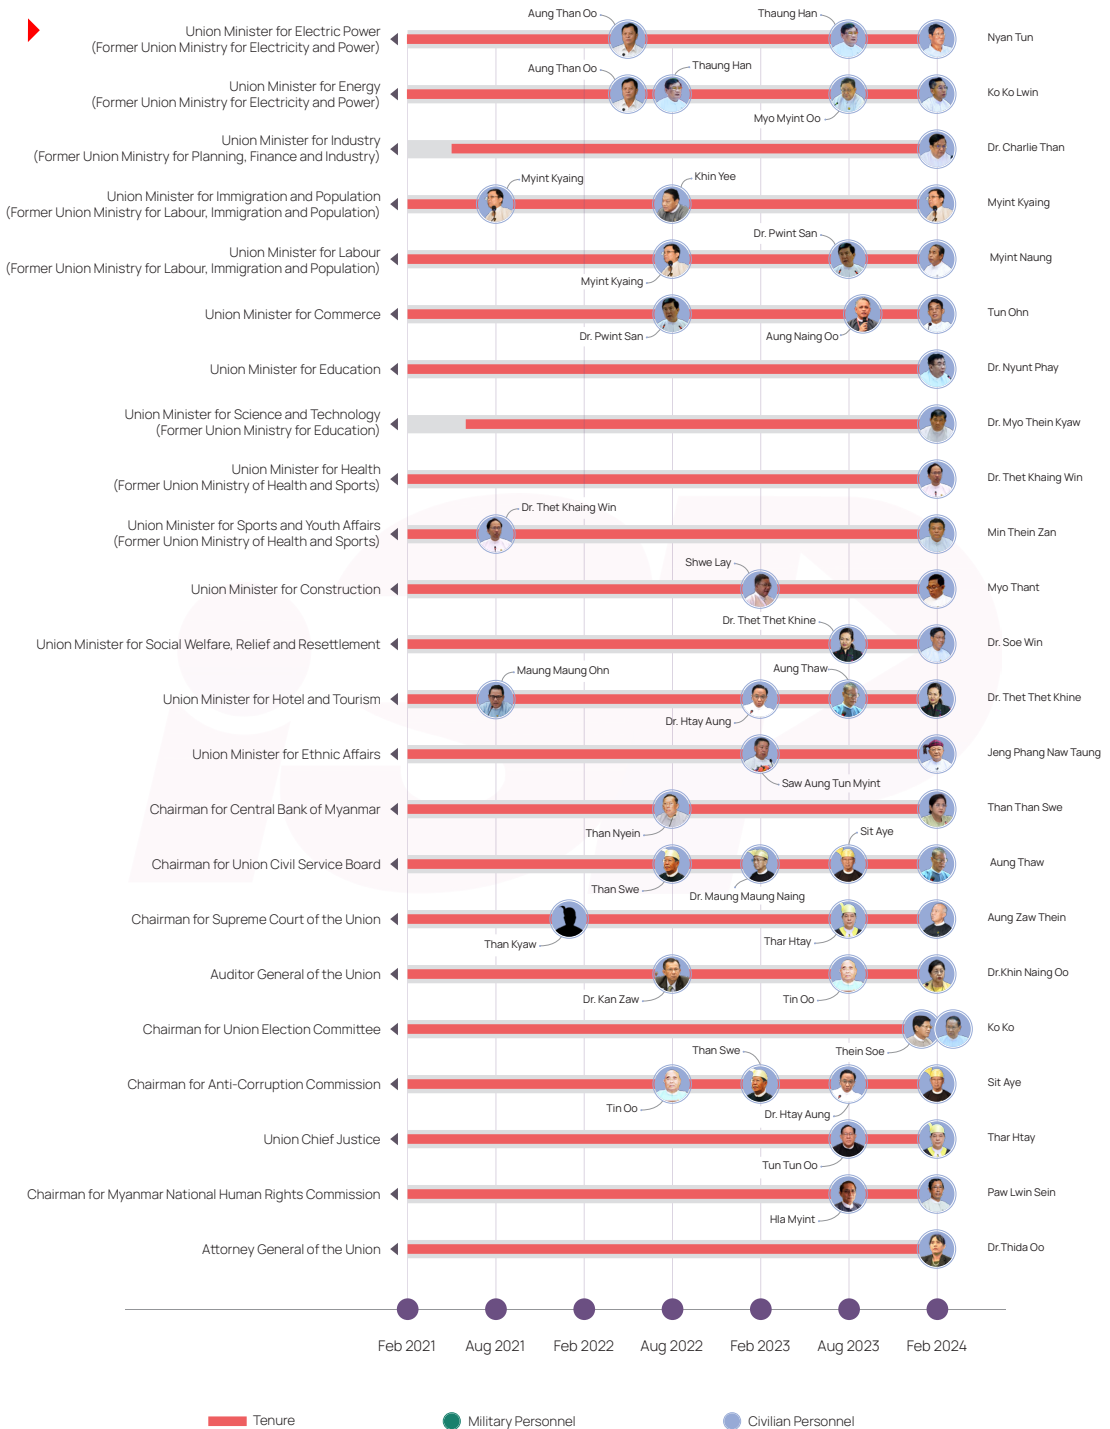 Aung Than Oo
Thaung Han
Union Minister for Electric Power
(Former Union Ministry for Electricity and Power)
Nyan Tun
Aung Than Oo
Thaung Han
Union Minister for Energy
(Former Union Ministry for Electricity and Power)
Ko Ko Lwin
Myo Myint Oo
Union Minister for Industry
(Former Union Ministry for Planning, Finance and Industry)
Dr. Charlie Than
Myint Kyaing
Khin Yee
Union Minister for Immigration and Population
(Former Union Ministry for Labour, Immigration and Population)
Myint Kyaing
Dr. Pwint San
Union Minister for Labour
(Former Union Ministry for Labour, Immigration and Population)
Myint Naung
Myint Kyaing
Union Minister for Commerce
Tun Ohn
Dr. Pwint San
Aung Naing Oo
Union Minister for Education
Dr. Nyunt Phay
Union Minister for Science and Technology
(Former Union Ministry for Education)
Dr. Myo Thein Kyaw
Union Minister for Health
(Former Union Ministry of Health and Sports)
Dr. Thet Khaing Win
Dr. Thet Khaing Win
Union Minister for Sports and Youth Affairs
(Former Union Ministry of Health and Sports)
Min Thein Zan
Shwe Lay
Union Minister for Construction
Myo Thant
Dr. Thet Thet Khine
Union Minister for Social Welfare, Relief and Resettlement
Dr. Soe Win
Maung Maung Ohn
Aung Thaw
Union Minister for Hotel and Tourism
Dr. Thet Thet Khine
Dr. Htay Aung
Union Minister for Ethnic Affairs
Jeng Phang Naw Taung
Saw Aung Tun Myint
Chairman for Central Bank of Myanmar
Than Than Swe
Than Nyein
Sit Aye
Chairman for Union Civil Service Board
Aung Thaw
Than Swe
Dr. Maung Maung Naing
Chairman for Supreme Court of the Union
Aung Zaw Thein
Than Kyaw
Thar Htay
Auditor General of the Union
Dr.Khin Naing Oo
Dr. Kan Zaw
Tin Oo
Chairman for Union Election Committee
Ko Ko
Than Swe
Thein Soe
Chairman for Anti-Corruption Commission
Sit Aye
Tin Oo
Dr. Htay Aung
Union Chief Justice
Thar Htay
Tun Tun Oo
Chairman for Myanmar National Human Rights Commission
Paw Lwin Sein
Hla Myint
Attorney General of the Union
Dr.Thida Oo
Feb 2021
Aug 2021
Feb 2022
Aug 2022
Feb 2023
Aug 2023
Feb 2024
Tenure
Military Personnel
Civilian Personnel